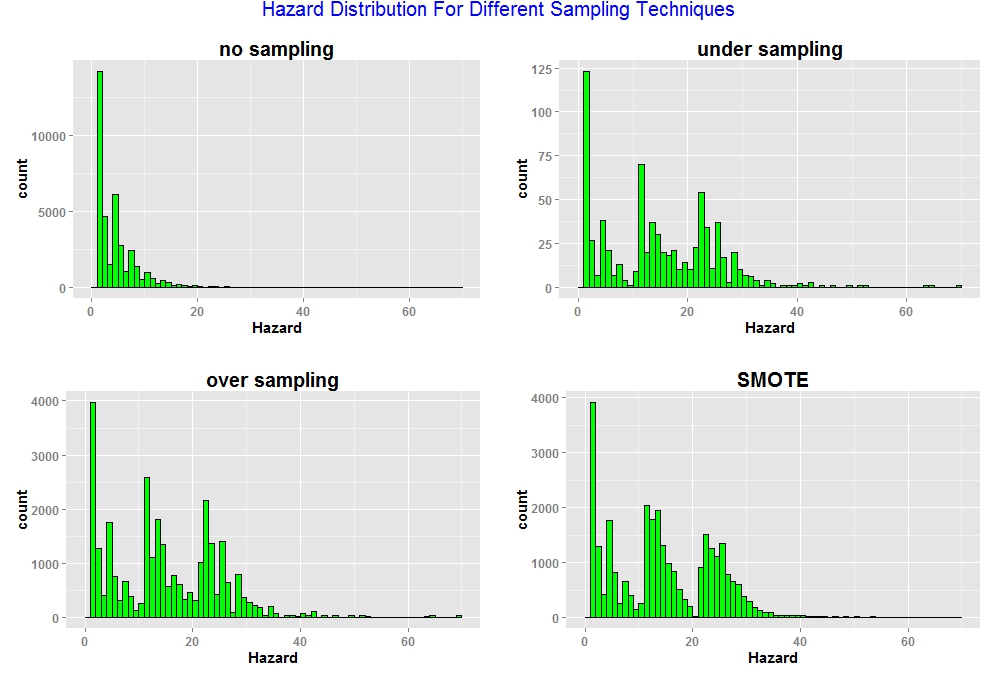 Hazard Distribution For Different Sampling Techniques
no sampling
count
10000
5000
0
0 20 40 60
Hazard
under sampling
count
125
100
75
50
25
0
0 20 40 60
Hazard
over sampling
count
4000
3000
2000
1000
0
0 20 40 60
Hazard
SMOTE
count
4000
3000
2000
1000
0
0 20 40 60
Hazard